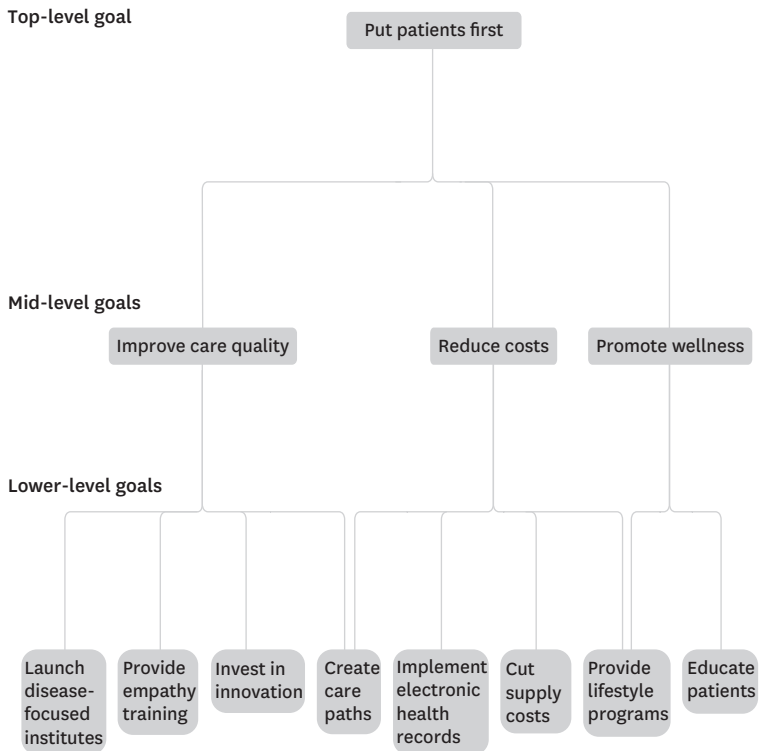 Top-level goal
Put patients first
Mid-level goals
Improve care quality
Reduce costs
Promote wellness
Lower-level goals
Launch
disease-
focused
institutes
Provide
empathy
training
Invest in
innovation
Create
care
paths
Implement
electronic
health
records
Cut
supply
costs
Provide
lifestyle
programs
Educate
patients